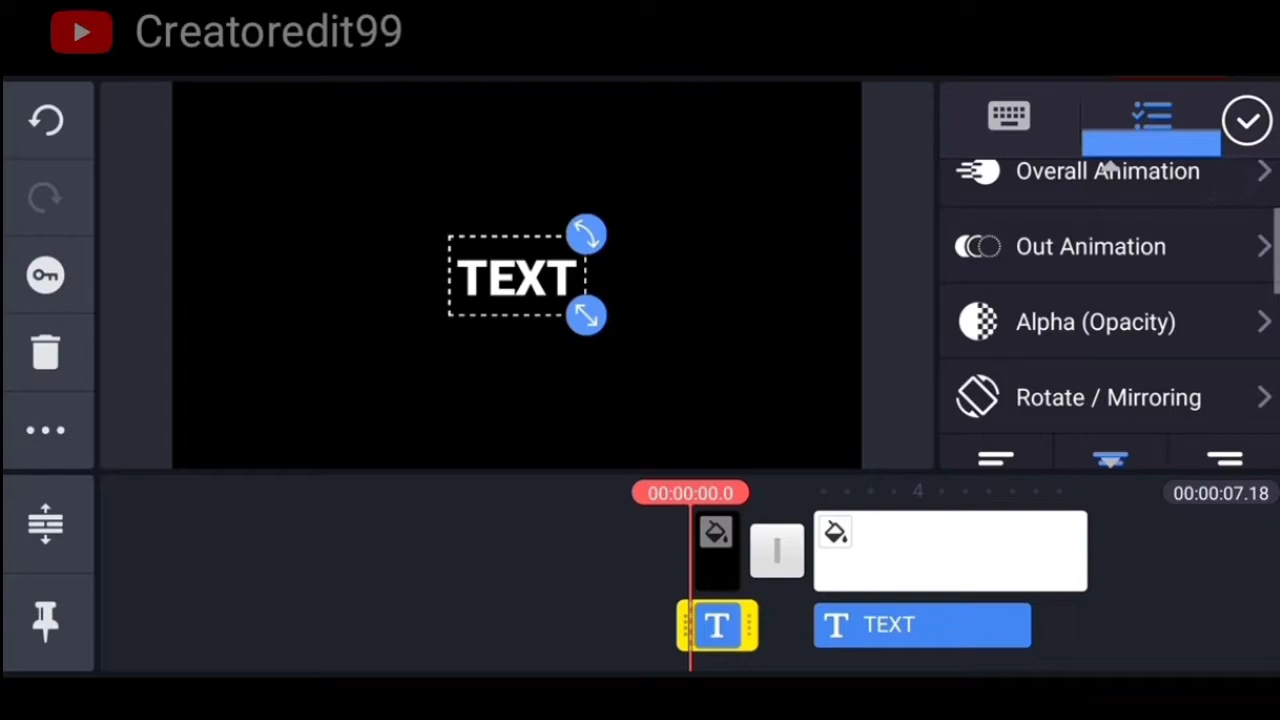 Creatoredit99
Overall Animation
Out Animation
TEXT
Alpha (Opacity)
Rotate / Mirroring
00:00:00.0
4
00:00:07.18
T
T TEXT